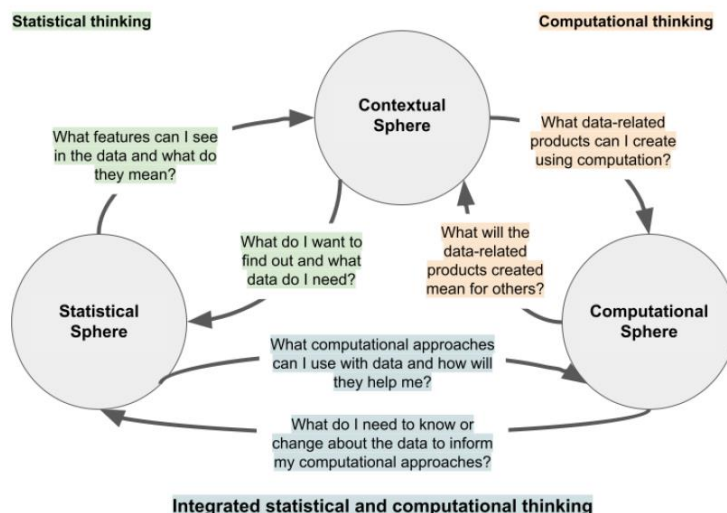 Statistical thinking
Computational thinking
Contextual
Sphere
What features can I see
in the data and what do
they mean?
What data-related
products can I create
using computation?
What do I want to
find out and what
data do I need?
What will the
data-related
products created
mean for others?
Statistical
Sphere
Computational
Sphere
What computational approaches
can I use with data and how will
they help me?
What do I need to know or
change about the data to inform
my computational approaches?
Integrated statistical and computational thinking